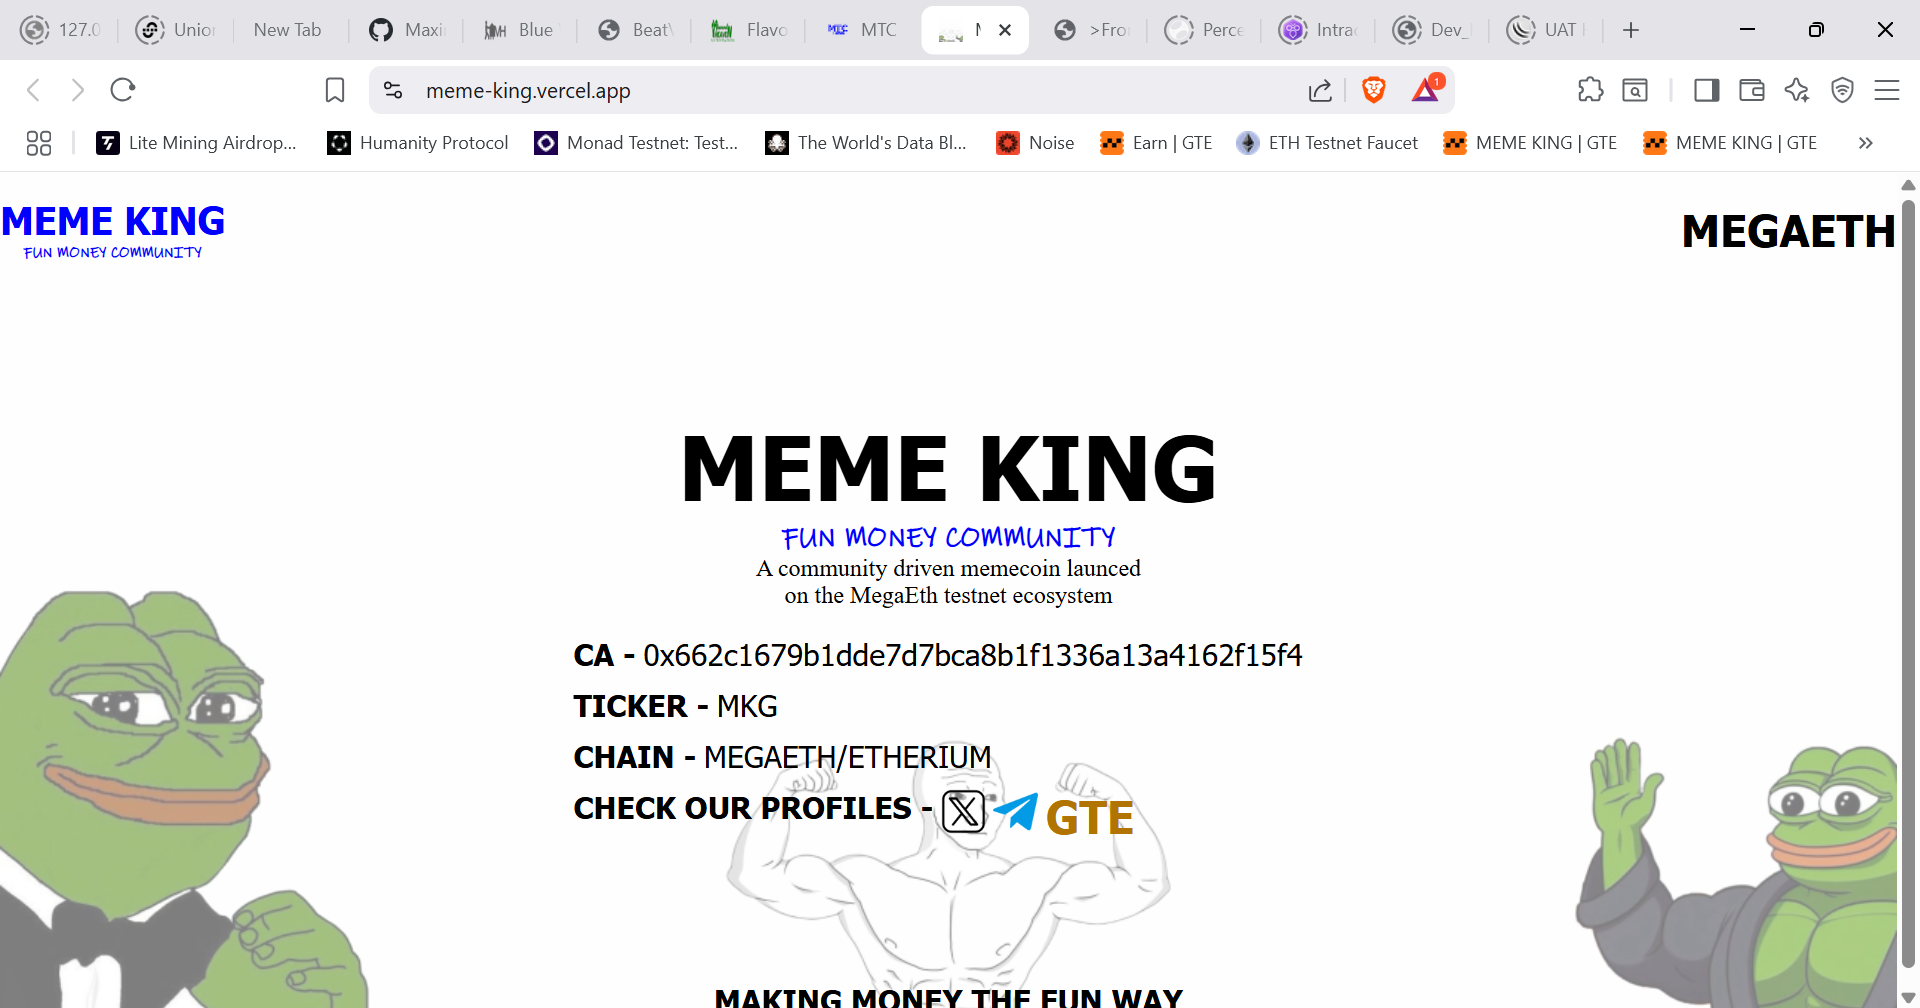 127.0
Union
New Tab
Maxi
Blue
Beat
Flavo
MTC
>Fro
Perce
Intra
Dev_
UAT
meme-king.vercel.app
1
Lite Mining Airdrop...
Humanity Protocol
Monad Testnet: Test...
The World's Data Bl...
Noise
Earn | GTE
ETH Testnet Faucet
MEME KING | GTE
MEME KING | GTE
MEME KING
FUN MONEY COMMUNITY
MEGAETH
MEME KING
FUN MONEY COMMUNITY
A community driven memecoin launced
on the MegaEth testnet ecosystem
CA - 0x662c1679b1dde7d7bca8b1f1336a13a4162f15f4
TICKER - MKG
CHAIN - MEGAETH/ETHERIUM
CHECK OUR PROFILES - X GTE
MAKING MONEY THE FUN WAY